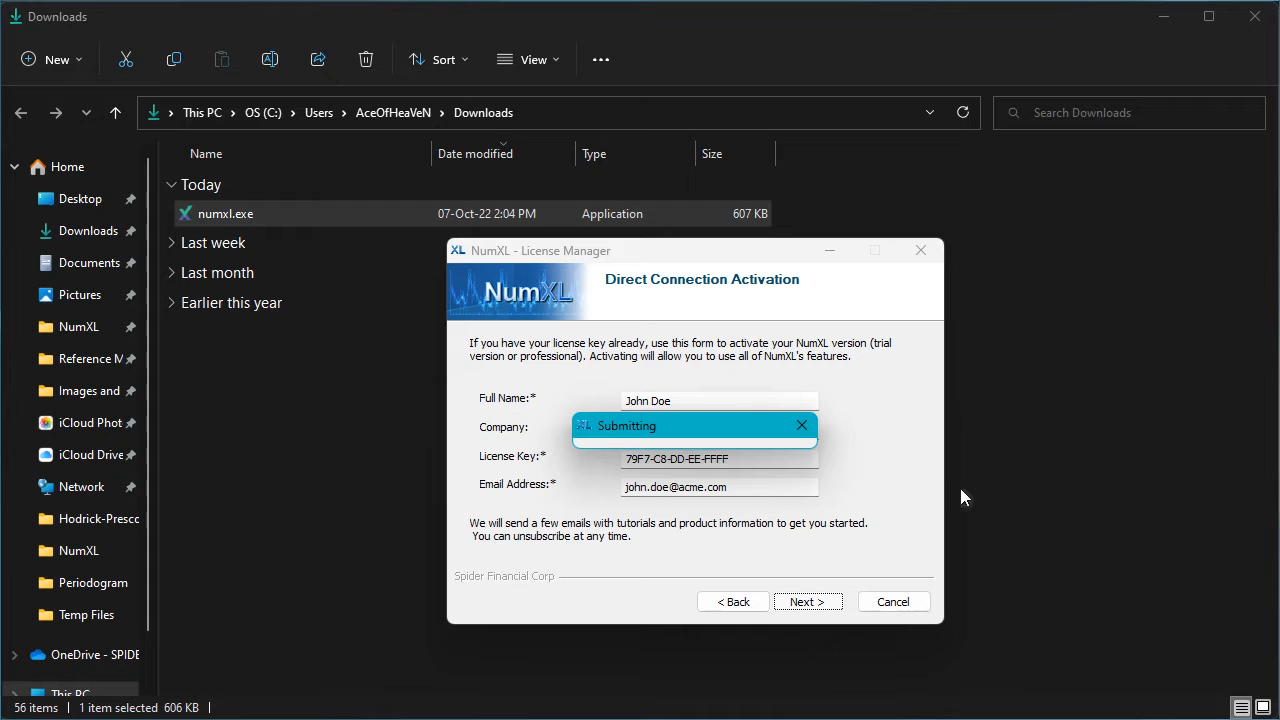 Downloads
New
Sort
View
This PC
OS (C:)
Users
AceOfHeaVeN
Downloads
Search Downloads
Name
Date modified
Type
Size
Home
Desktop
Downloads
Documents
Pictures
NumXL
Reference M
Images and
iCloud Phot
iCloud Drive
Network
Hodrick-Presc
NumXL
Periodogram
Temp Files
OneDrive - SPIDE
This PC
Today
numxl.exe
07-Oct-22 2:04 PM
Application
607 KB
Last week
Last month
Earlier this year
XL NumXL - License Manager
NumXL
Direct Connection Activation
If you have your license key already, use this form to activate your NumXL version (trial
version or professional). Activating will allow you to use all of NumXL's features.
Full Name:*
John Doe
Company:
XL Submitting
License Key:*
79F7-C8-DD-EE-FFFF
Email Address:*
john.doe@acme.com
We will send a few emails with tutorials and product information to get you started.
You can unsubscribe at any time.
Spider Financial Corp
< Back
Next >
Cancel
56 items
1 item selected 606 KB